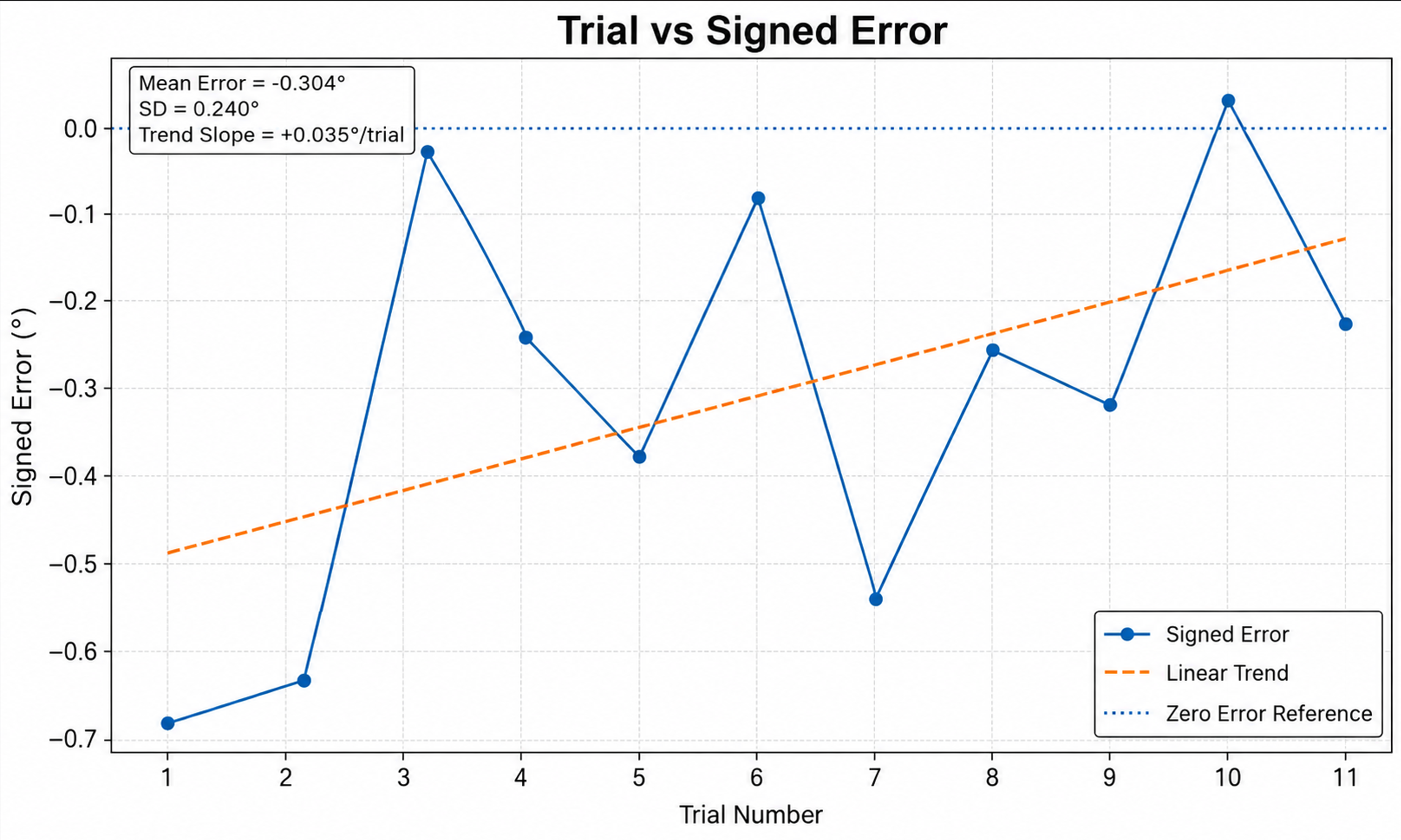 Trial vs Signed Error
Mean Error = -0.304°
SD = 0.240°
Trend Slope = +0.035°/trial
0.0
−0.1
−0.2
−0.3
−0.4
−0.5
−0.6
−0.7
Signed Error (°)
Signed Error
Linear Trend
Zero Error Reference
1 2 3 4 5 6 7 8 9 10 11
Trial Number